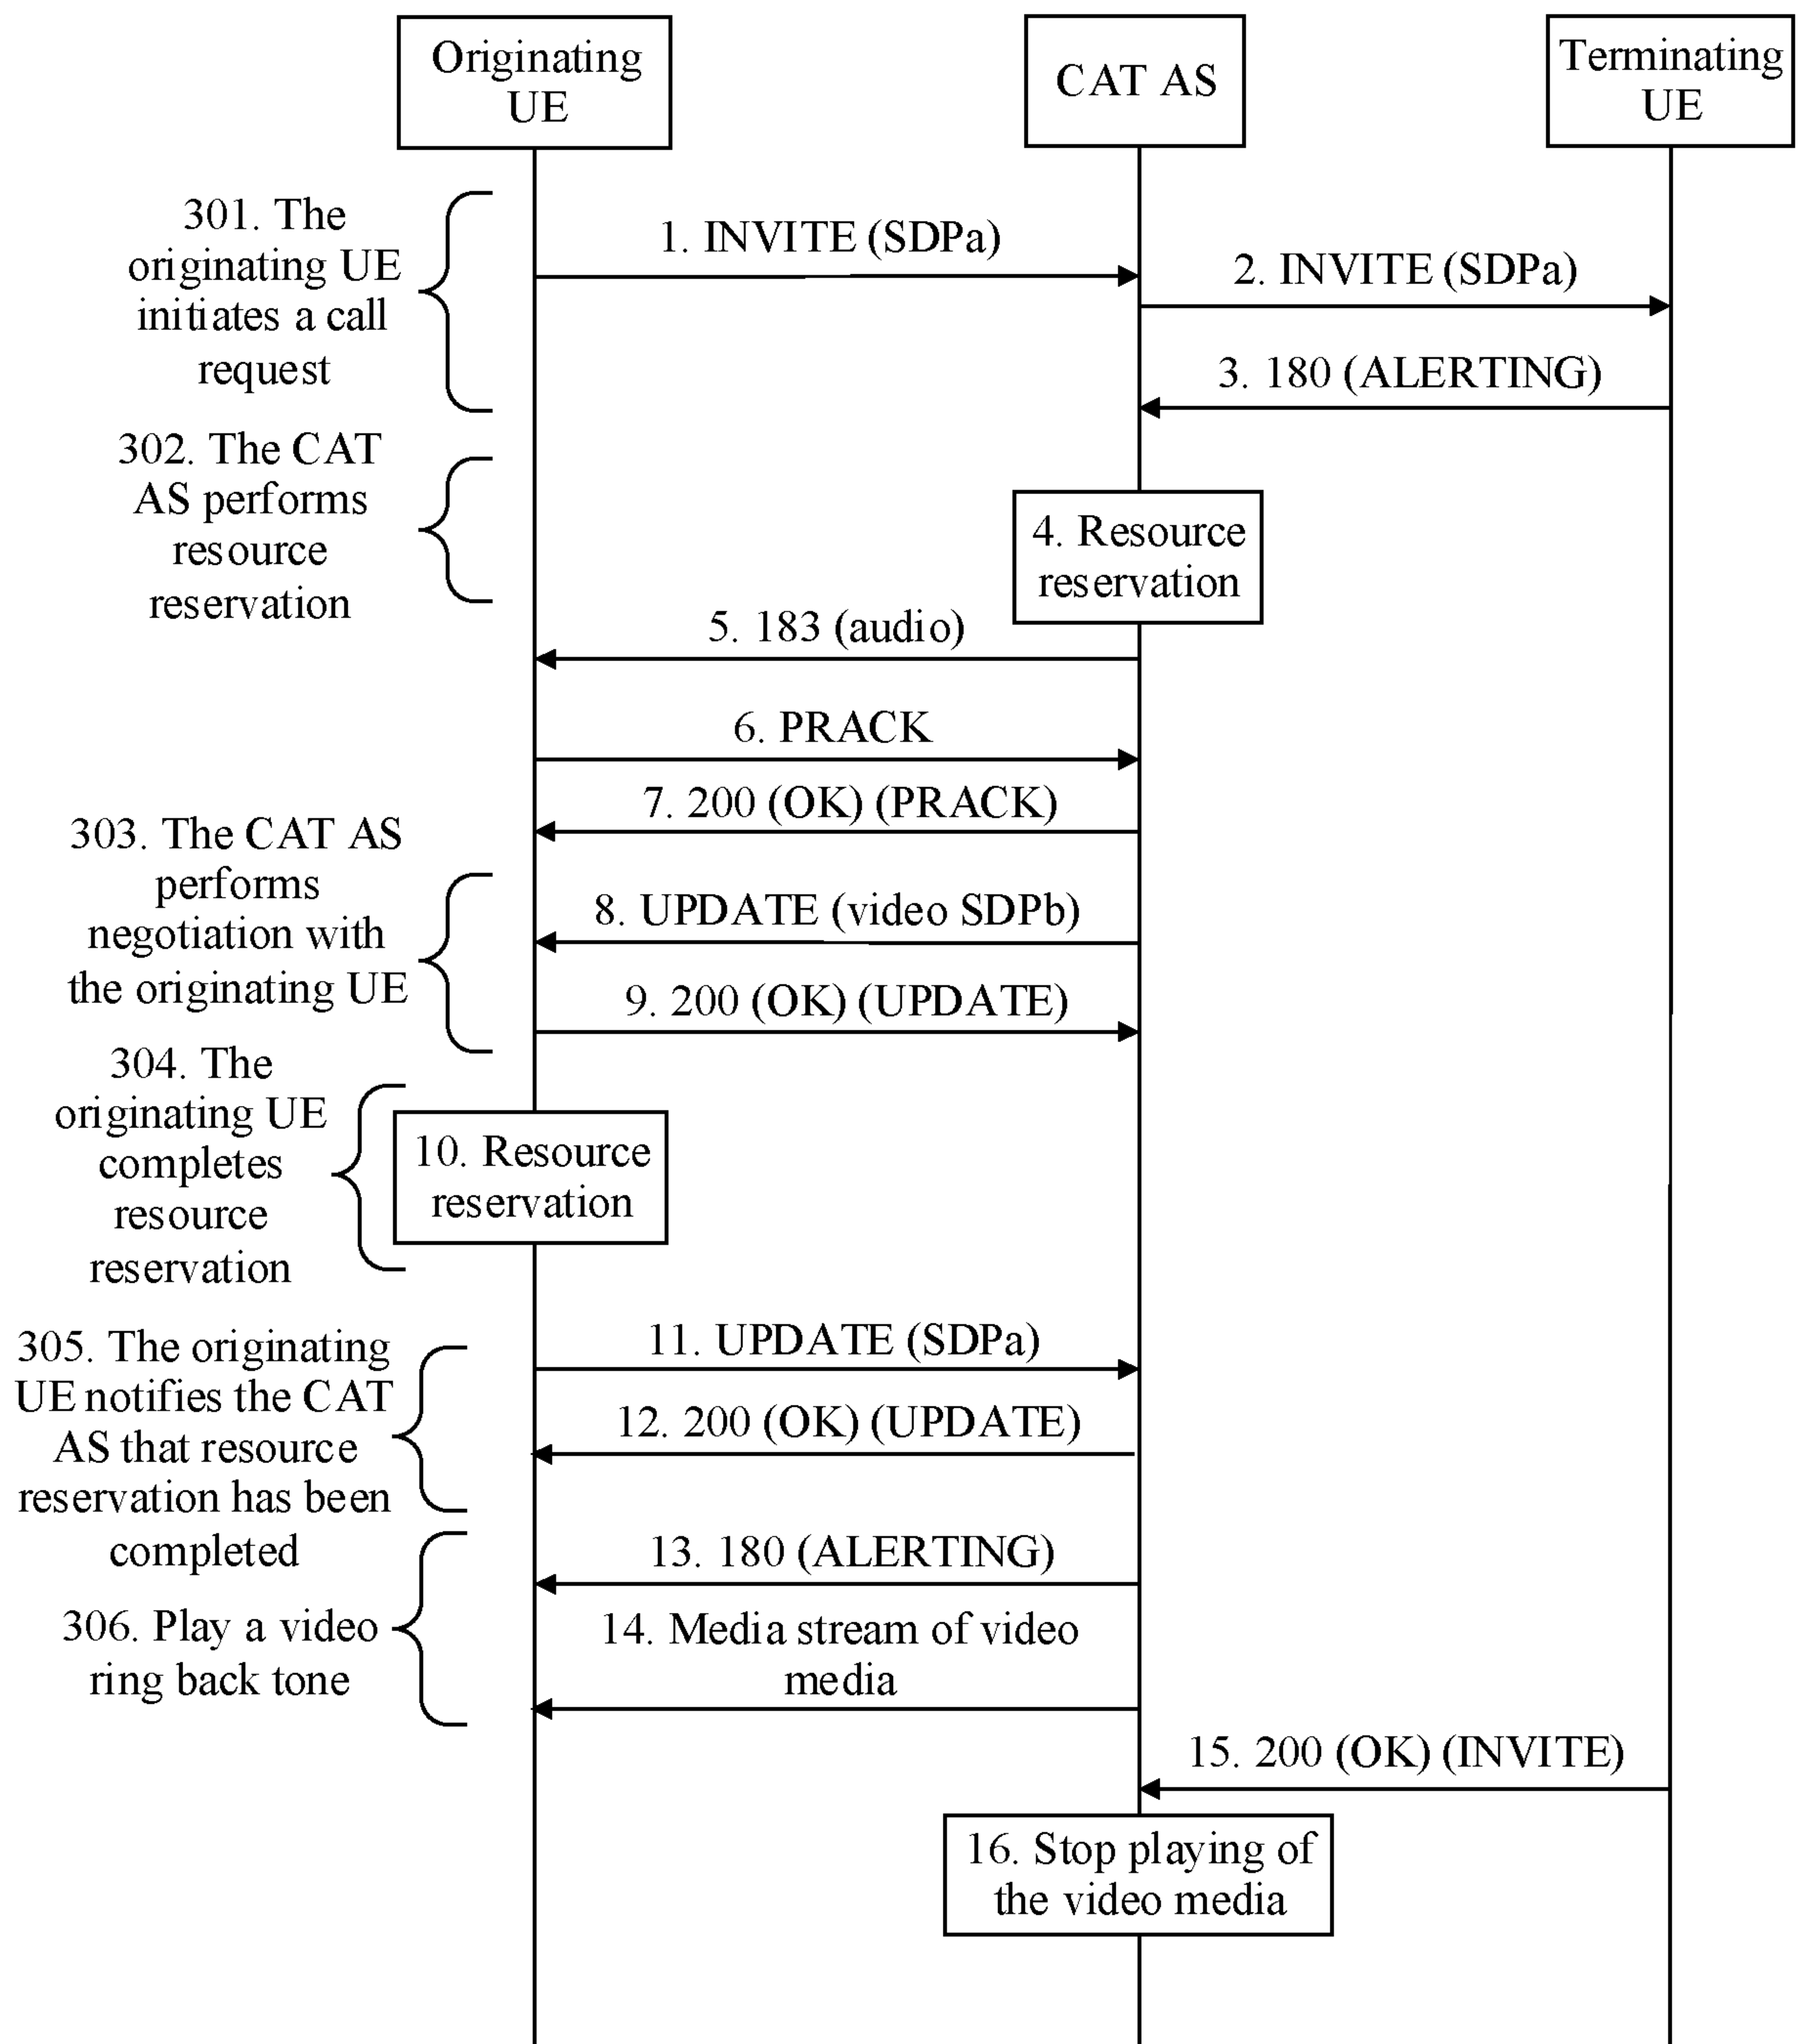 Originating
UE
CAT AS
Terminating
UE
301. The
originating UE
initiates a call
request
1. INVITE (SDPa)
2. INVITE (SDPa)
3. 180 (ALERTING)
302. The CAT
AS performs
resource
reservation
4. Resource
reservation
5. 183 (audio)
6. PRACK
7. 200 (OK) (PRACK)
303. The CAT AS
performs
negotiation with
the originating UE
8. UPDATE (video SDPb)
9. 200 (OK) (UPDATE)
304. The
originating UE
completes
resource
reservation
10. Resource
reservation
305. The originating
UE notifies the CAT
AS that resource
reservation has been
completed
11. UPDATE (SDPa)
12. 200 (OK) (UPDATE)
13. 180 (ALERTING)
306. Play a video
ring back tone
14. Media stream of video
media
15. 200 (OK) (INVITE)
16. Stop playing of
the video media